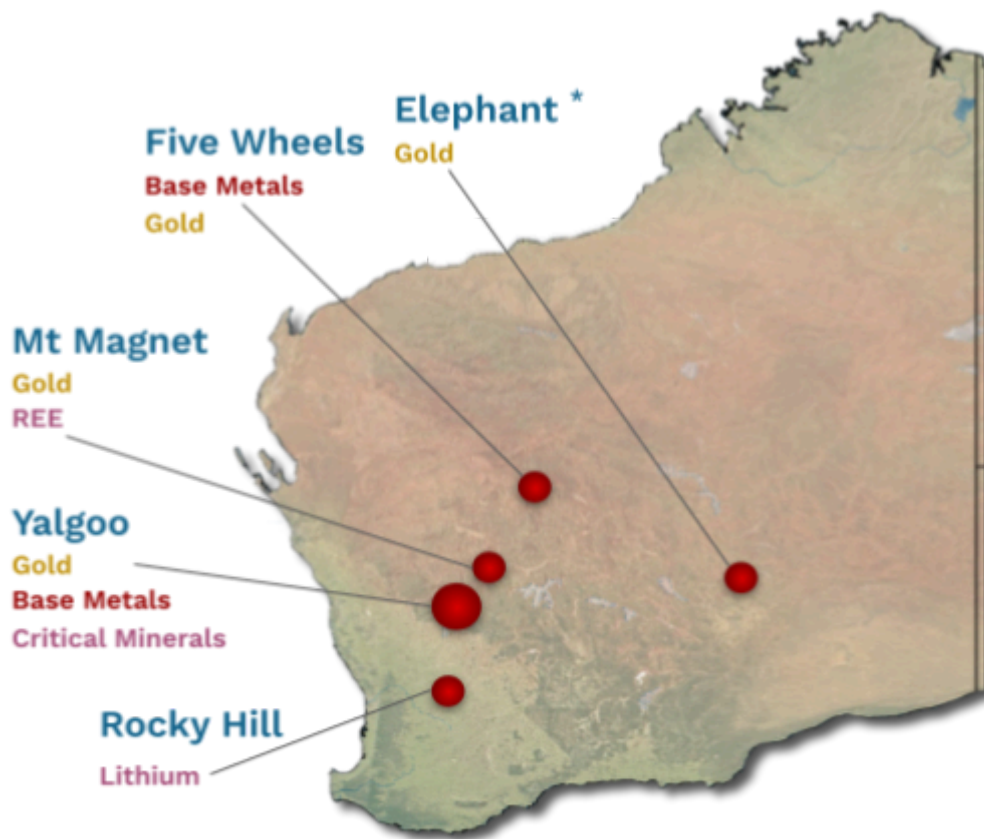 Elephant *
Gold
Five Wheels
Base Metals
Gold
Mt Magnet
Gold
REE
Yalgoo
Gold
Base Metals
Critical Minerals
Rocky Hill
Lithium